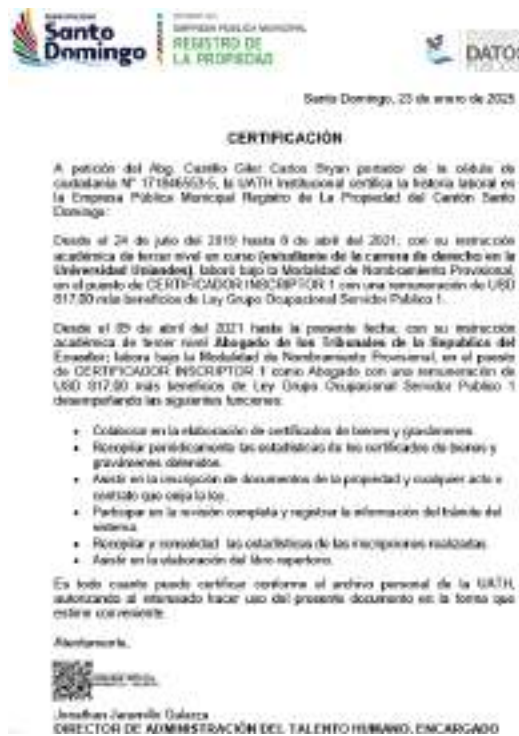 Santo
Domingo
EMPRESA PÚBLICA MUNICIPAL
REGISTRO DE
LA PROPIEDAD
DATOS
Santo Domingo, 23 de enero de 2025
CERTIFICACIÓN
A petición del Abg. Castillo Giler Carlos Bryan portador de la cédula de
ciudadanía N° la UATH Institucional certifica la historia laboral en
la Empresa Pública Municipal Registro de La Propiedad del Cantón Santo
Domingo:
Desde el 24 de julio del 2019 hasta 8 de abril del 2021, con su instrucción
académica de tercer nivel en curso (estudiante de la carrera de derecho en la
Universidad Uniandes), laboró bajo la Modalidad de Nombramiento Provisional,
en el puesto de CERTIFICADOR INSCRIPTOR 1 con una remuneración de USD
817.00 más beneficios de Ley Grupo Ocupacional Servidor Publico 1.
Desde el 09 de abril del 2021 hasta la presente fecha, con su instrucción
académica de tercer nivel Abogado de los Tribunales de la Republica del
Ecuador; labora bajo la Modalidad de Nombramiento Provisional, en el puesto
de CERTIFICADOR INSCRIPTOR 1 como Abogado con una remuneración de
USD 817.00 más beneficios de Ley Grupo Ocupacional Servidor Publico 1
desempeñando las siguientes funciones:
• Colaborar en la elaboración de certificados de bienes y gravámenes.
• Recopilar periódicamente las estadísticas de los certificados de bienes y
gravámenes obtenidos.
• Asistir en la inscripción de documentos de la propiedad y cualquier acto o
contrato que exija la ley.
• Participar en la revisión completa y registrar la información del trámite del
sistema.
• Recopilar y consolidad las estadísticas de las inscripciones realizadas.
• Asistir en la elaboración del libro repertorio.
Es todo cuanto puedo certificar conforme al archivo personal de la UATH,
autorizando al interesado hacer uso del presente documento en la forma que
estime conveniente.
Atentamente,
Jonathan Jaramillo Galarza
DIRECTOR DE ADMINISTRACIÓN DEL TALENTO HUMANO, ENCARGADO